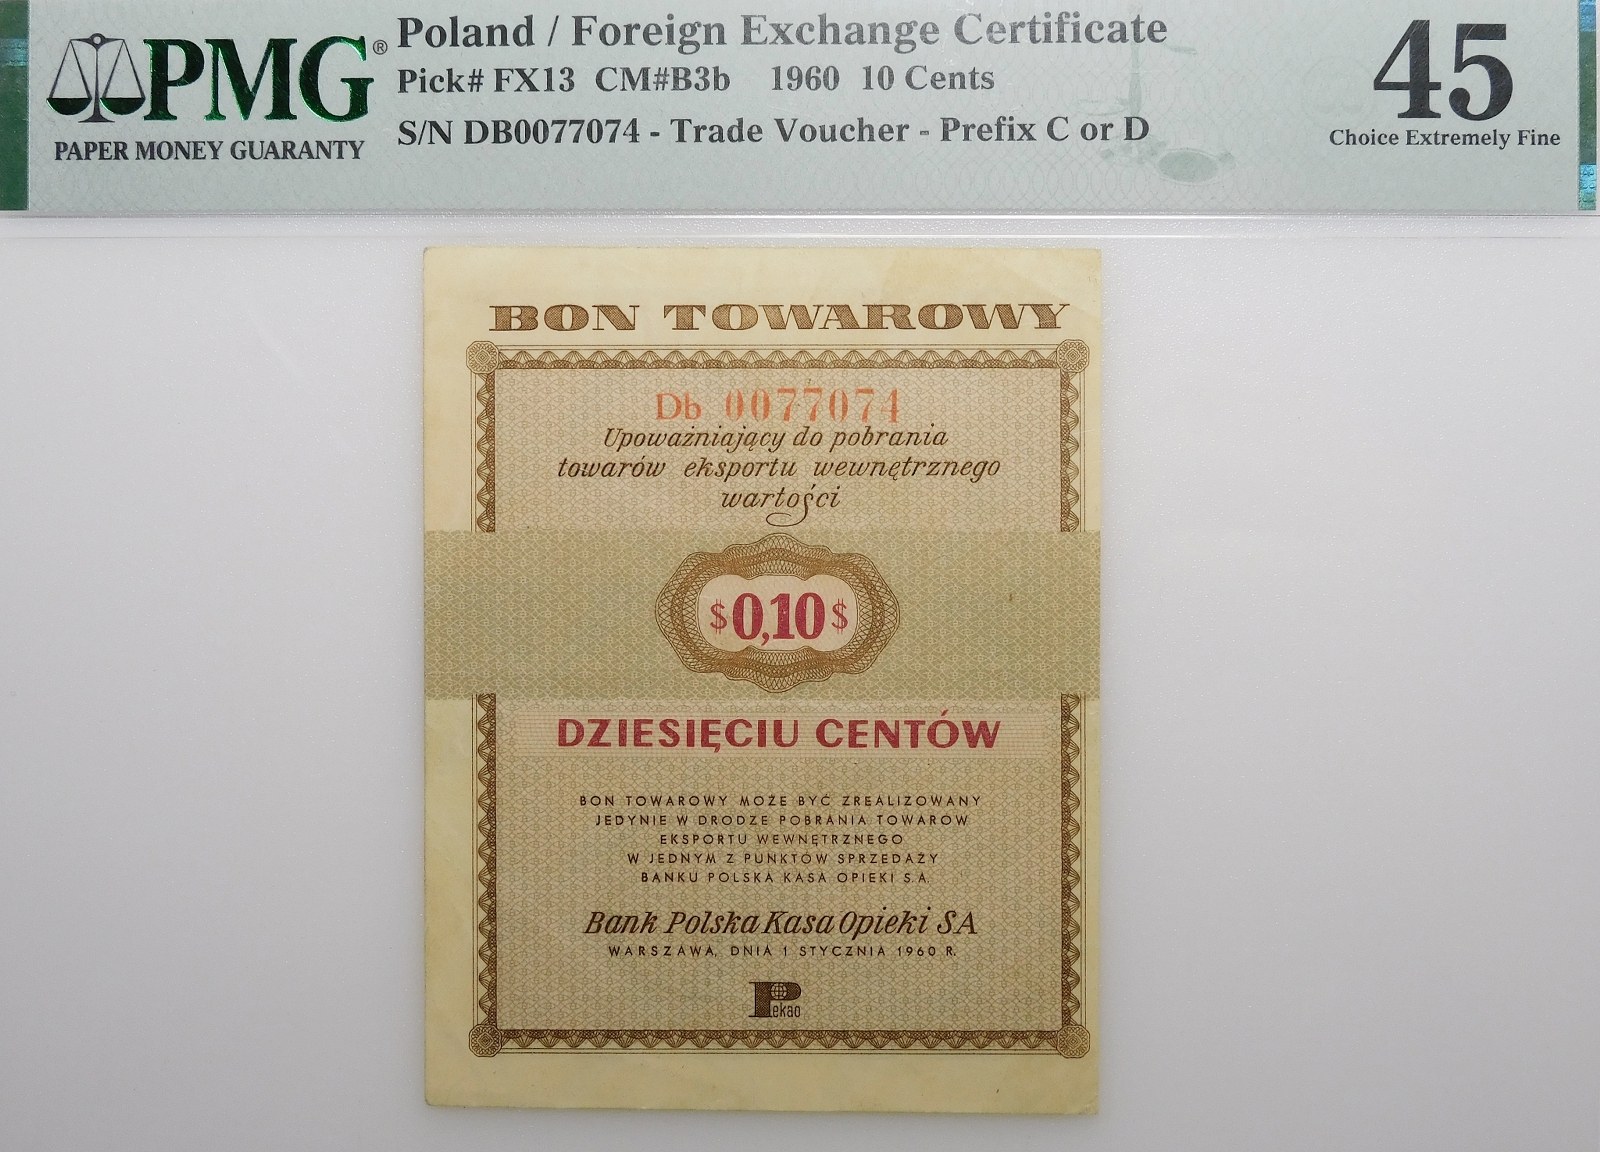 PMG®
PAPER MONEY GUARANTY
Poland / Foreign Exchange Certificate
Pick# FX13 CM#B3b 1960 10 Cents
S/N DB0077074 - Trade Voucher - Prefix C or D
45
Choice Extremely Fine
BON TOWAROWY
Db 0077074
Upoważniający do pobrania
towarów eksportu wewnętrznego
wartości
$0,10$
DZIESIĘCIU CENTÓW
BON TOWAROWY MOŻE BYĆ ZREALIZOWANY
JEDYNIE W DRODZE POBRANIA TOWARÓW
EKSPORTU WEWNĘTRZNEGO
W JEDNYM Z PUNKTÓW SPRZEDAŻY
BANKU POLSKA KASA OPIEKI S.A.
Bank Polska Kasa Opieki SA
WARSZAWA, DNIA 1 STYCZNIA 1960 R.
Pekao